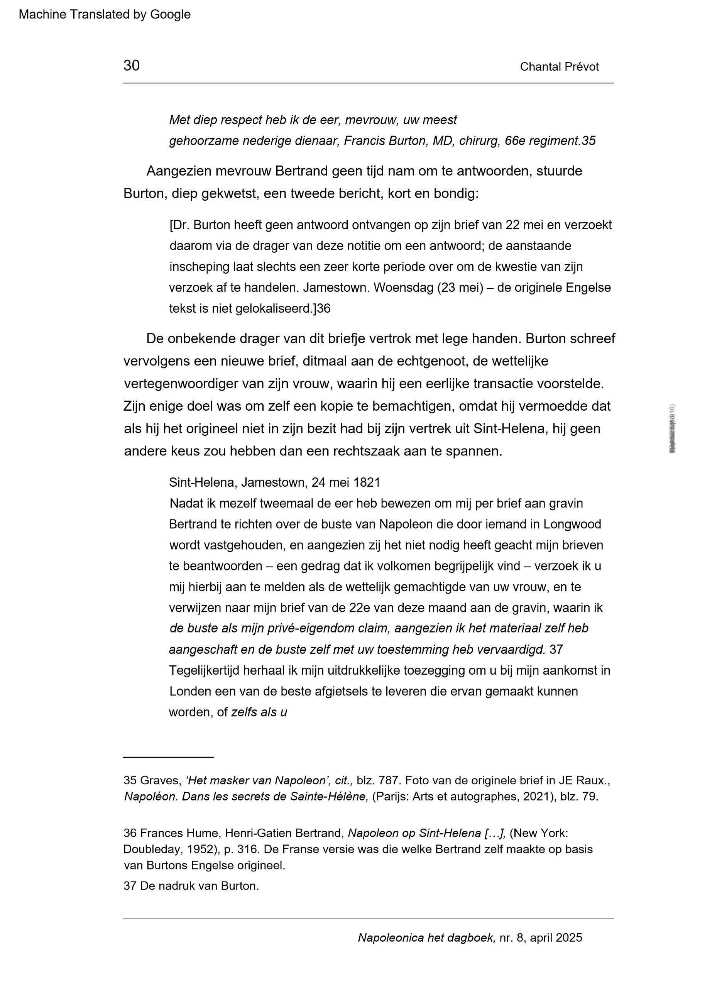 Machine Translated by Google
30
Chantal Prévot
Met diep respect heb ik de eer, mevrouw, uw meest
gehoorzame nederige dienaar, Francis Burton, MD, chirurg, 66e regiment.35
Aangezien mevrouw Bertrand geen tijd nam om te antwoorden, stuurde
Burton, diep gekwetst, een tweede bericht, kort en bondig:
[Dr. Burton heeft geen antwoord ontvangen op zijn brief van 22 mei en verzoekt
daarom via de drager van deze notitie om een antwoord; de aanstaande
inscheping laat slechts een zeer korte periode over om de kwestie van zijn
verzoek af te handelen. Jamestown. Woensdag (23 mei) – de originele Engelse
tekst is niet gelokaliseerd.]36
De onbekende drager van dit briefje vertrok met lege handen. Burton schreef
vervolgens een nieuwe brief, ditmaal aan de echtgenoot, de wettelijke
vertegenwoordiger van zijn vrouw, waarin hij een eerlijke transactie voorstelde.
Zijn enige doel was om zelf een kopie te bemachtigen, omdat hij vermoedde dat
als hij het origineel niet in zijn bezit had bij zijn vertrek uit Sint-Helena, hij geen
andere keus zou hebben dan een rechtszaak aan te spannen.
Sint-Helena, Jamestown, 24 mei 1821
Nadat ik mezelf tweemaal de eer heb bewezen om mij per brief aan gravin
Bertrand te richten over de buste van Napoleon die door iemand in Longwood
wordt vastgehouden, en aangezien zij het niet nodig heeft geacht mijn brieven
te beantwoorden – een gedrag dat ik volkomen begrijpelijk vind – verzoek ik u
mij hierbij aan te melden als de wettelijk gemachtigde van uw vrouw, en te
verwijzen naar mijn brief van de 22e van deze maand aan de gravin, waarin ik
de buste als mijn privé-eigendom claim, aangezien ik het materiaal zelf heb
aangeschaft en de buste zelf met uw toestemming heb vervaardigd. 37
Tegelijkertijd herhaal ik mijn uitdrukkelijke toezegging om u bij mijn aankomst in
Londen een van de beste afgietsels te leveren die ervan gemaakt kunnen
worden, of zelfs als u
35 Graves, ‘Het masker van Napoleon’, cit., blz. 787. Foto van de originele brief in JE Raux.,
Napoléon. Dans les secrets de Sainte-Hélène, (Parijs: Arts et autographes, 2021), blz. 79.
36 Frances Hume, Henri-Gatien Bertrand, Napoleon op Sint-Helena […], (New York:
Doubleday, 1952), p. 316. De Franse versie was die welke Bertrand zelf maakte op basis
van Burtons Engelse origineel.
37 De nadruk van Burton.
Napoleonica het dagboek, nr. 8, april 2025